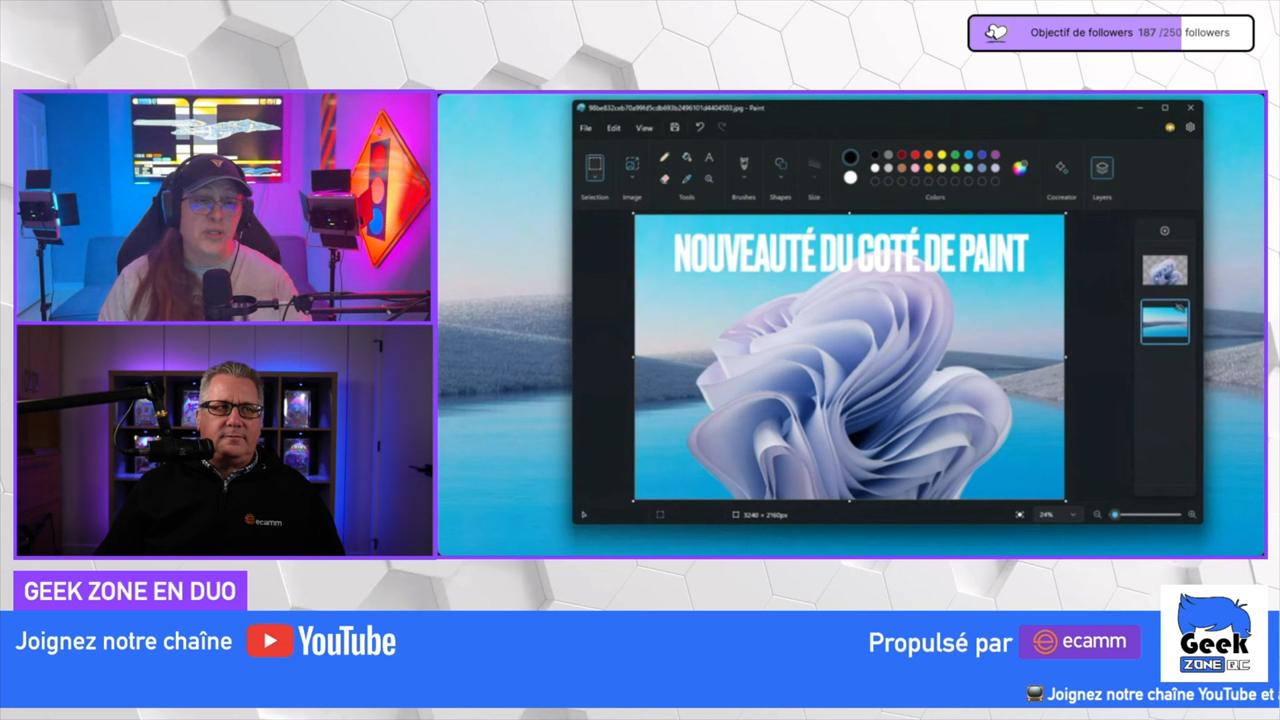 Objectif de followers 187 /250 followers
98be832ceb70a99fd5cdb693b2496101d4404503.jpg - Paint
File Edit View
Selection Image Tools Brushes Shapes Size Colors Cocreator Layers
NOUVEAUTÉ DU COTÉ DE PAINT
3240 × 2160px
24%
ecamm
GEEK ZONE EN DUO
Joignez notre chaîne YouTube
Propulsé par ecamm
Geek
ZONE QC
Joignez notre chaîne YouTube et